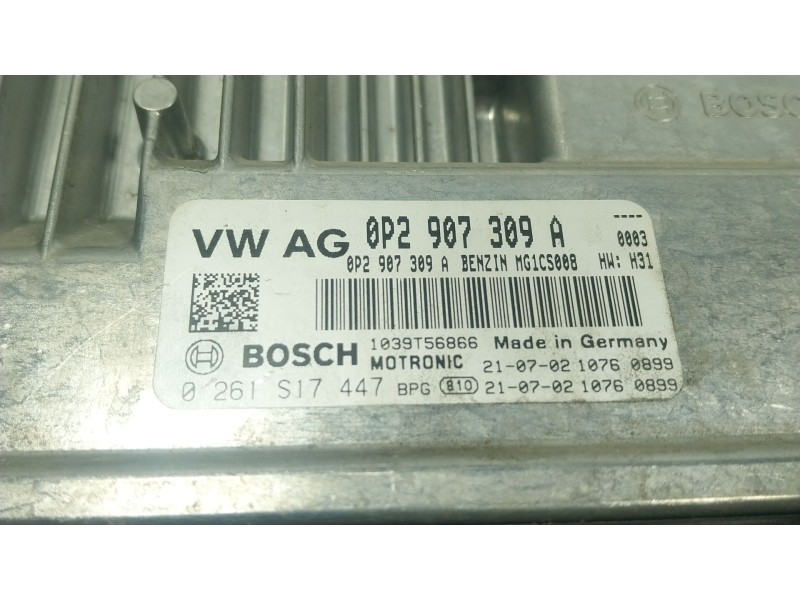 BOSCH
VW AG 0P2 907 309 A ---- 0003
0P2 907 309 A BENZIN MG1CS008 HW: H31
BOSCH 1039T56866 Made in Germany
MOTRONIC 21-07-02 1076 0899
0 261 S17 447 BPG 810 21-07-02 1076 0899